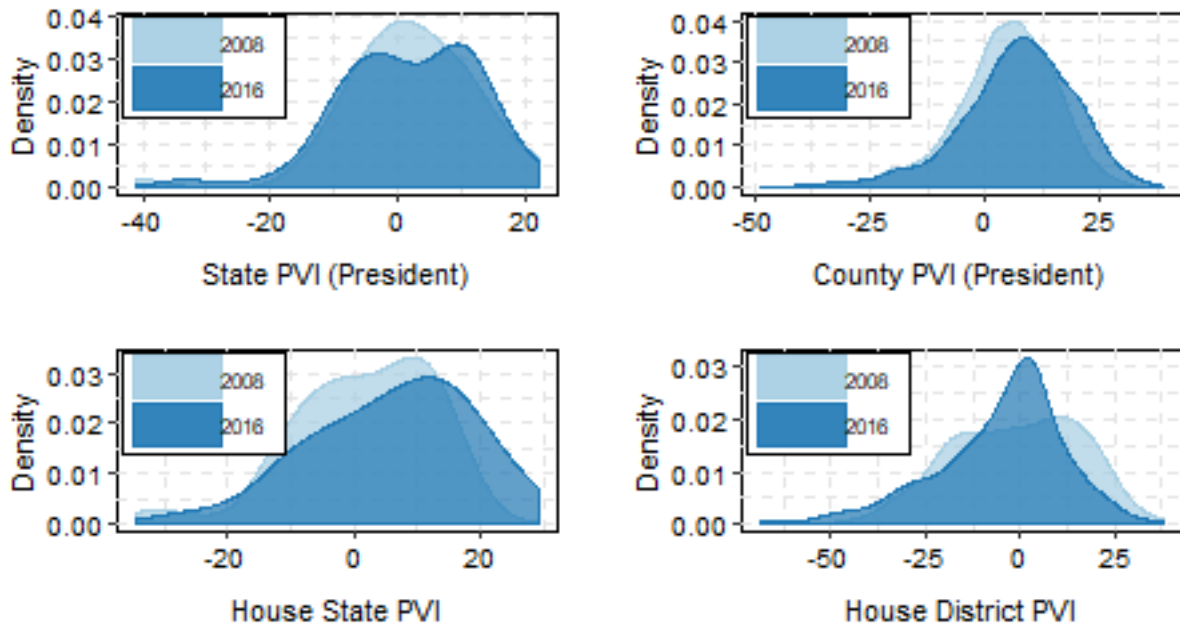 0.04
0.03
0.02
0.01
0.00
Density
2008
2016
-40 -20 0 20
State PVI (President)
0.04
0.03
0.02
0.01
0.00
Density
2008
2016
-50 -25 0 25
County PVI (President)
0.03
0.02
0.01
0.00
Density
2008
2016
-20 0 20
House State PVI
0.03
0.02
0.01
0.00
Density
2008
2016
-50 -25 0 25
House District PVI